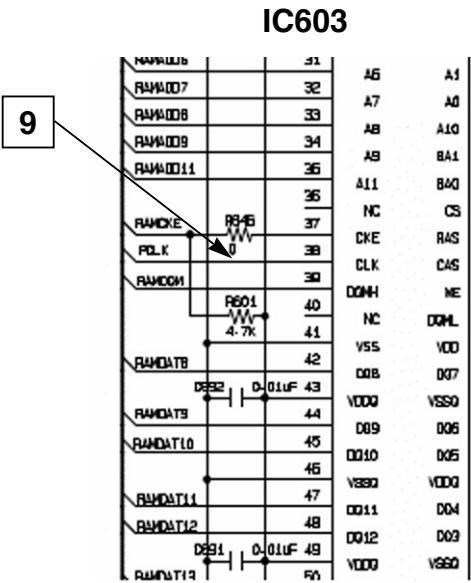 IC603
RAMADD6 31
A6 A1
RAMADD7 32
A7 A0
RAMADD8 33
9
A8 A10
RAMADD9 34
A9 BA1
RAMADD11 35
A11 BA0
36
NC CS
RAMCKE R646 37
0
CKE RAS
PCLK 38
CLK CAS
RAMDQM 39
DQMH WE
R601 40
4.7K
NC DQML
41
VSS VDD
RAMDAT8 42
DQ8 DQ7
0.01uF 43
VDDQ VSSQ
RAMDAT9 44
DQ9 DQ6
RAMDAT10 45
DQ10 DQ5
46
VSSQ VDDQ
RAMDAT11 47
DQ11 DQ4
RAMDAT12 48
DQ12 DQ3
0.01uF 49
VDDQ VSSQ
RAMDAT13 50